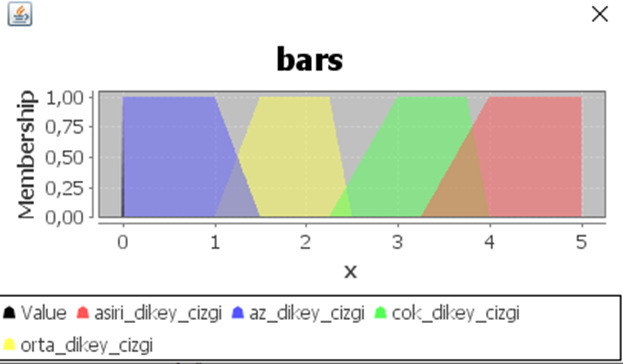 bars
Membership
1,00
0,75
0,50
0,25
0,00
0 1 2 3 4 5
x
Value asiri_dikey_cizgi az_dikey_cizgi cok_dikey_cizgi
orta_dikey_cizgi